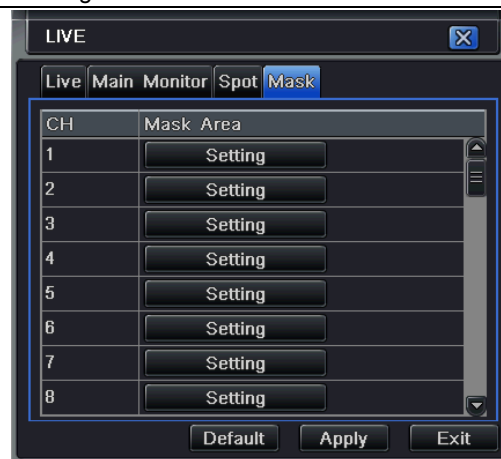 LIVE
Live Main Monitor Spot Mask
CH Mask Area
1 Setting
2 Setting
3 Setting
4 Setting
5 Setting
6 Setting
7 Setting
8 Setting
Default Apply Exit